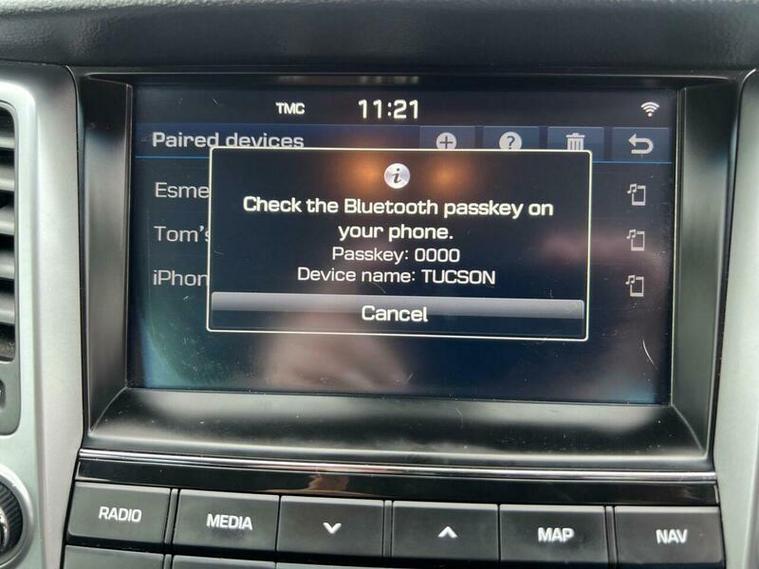 TMC 11:21
Paired devices
Esme
Tom's
iPhon
Check the Bluetooth passkey on
your phone.
Passkey: 0000
Device name: TUCSON
Cancel
RADIO
MEDIA
MAP
NAV